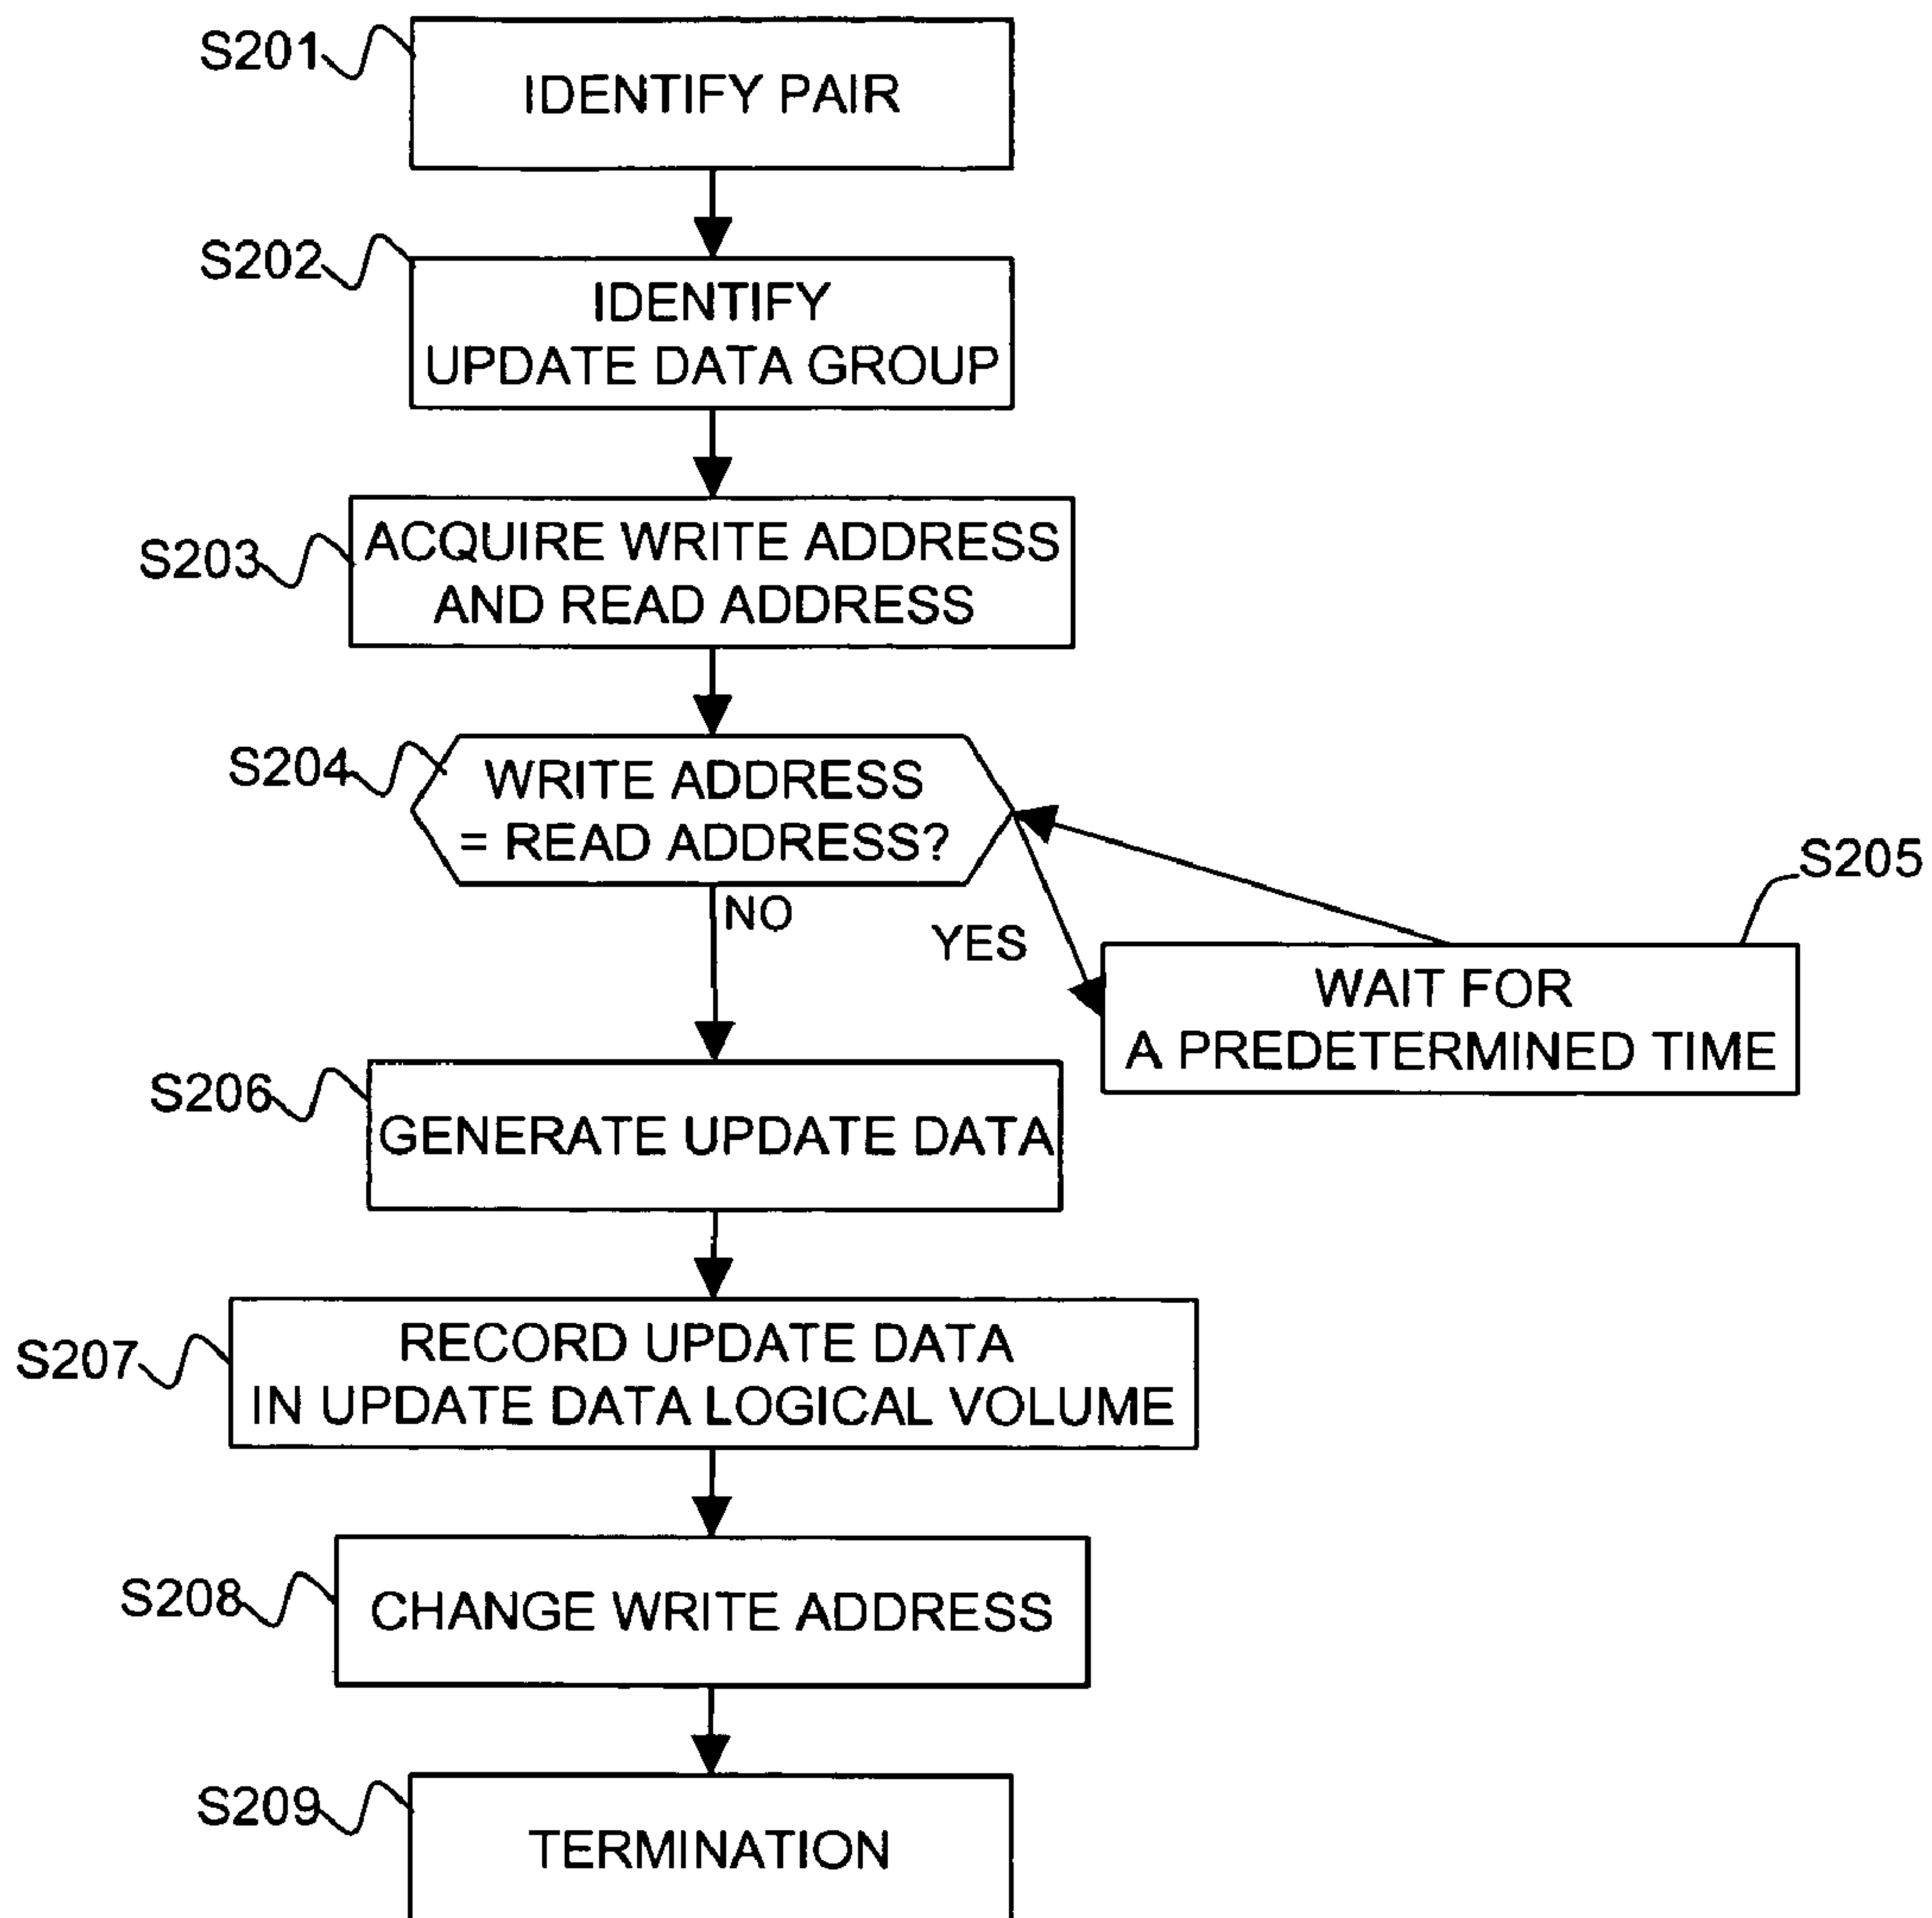 S201
IDENTIFY PAIR
S202
IDENTIFY
UPDATE DATA GROUP
S203
ACQUIRE WRITE ADDRESS
AND READ ADDRESS
S204
WRITE ADDRESS
= READ ADDRESS?
NO
YES
S205
WAIT FOR
A PREDETERMINED TIME
S206
GENERATE UPDATE DATA
S207
RECORD UPDATE DATA
IN UPDATE DATA LOGICAL VOLUME
S208
CHANGE WRITE ADDRESS
S209
TERMINATION